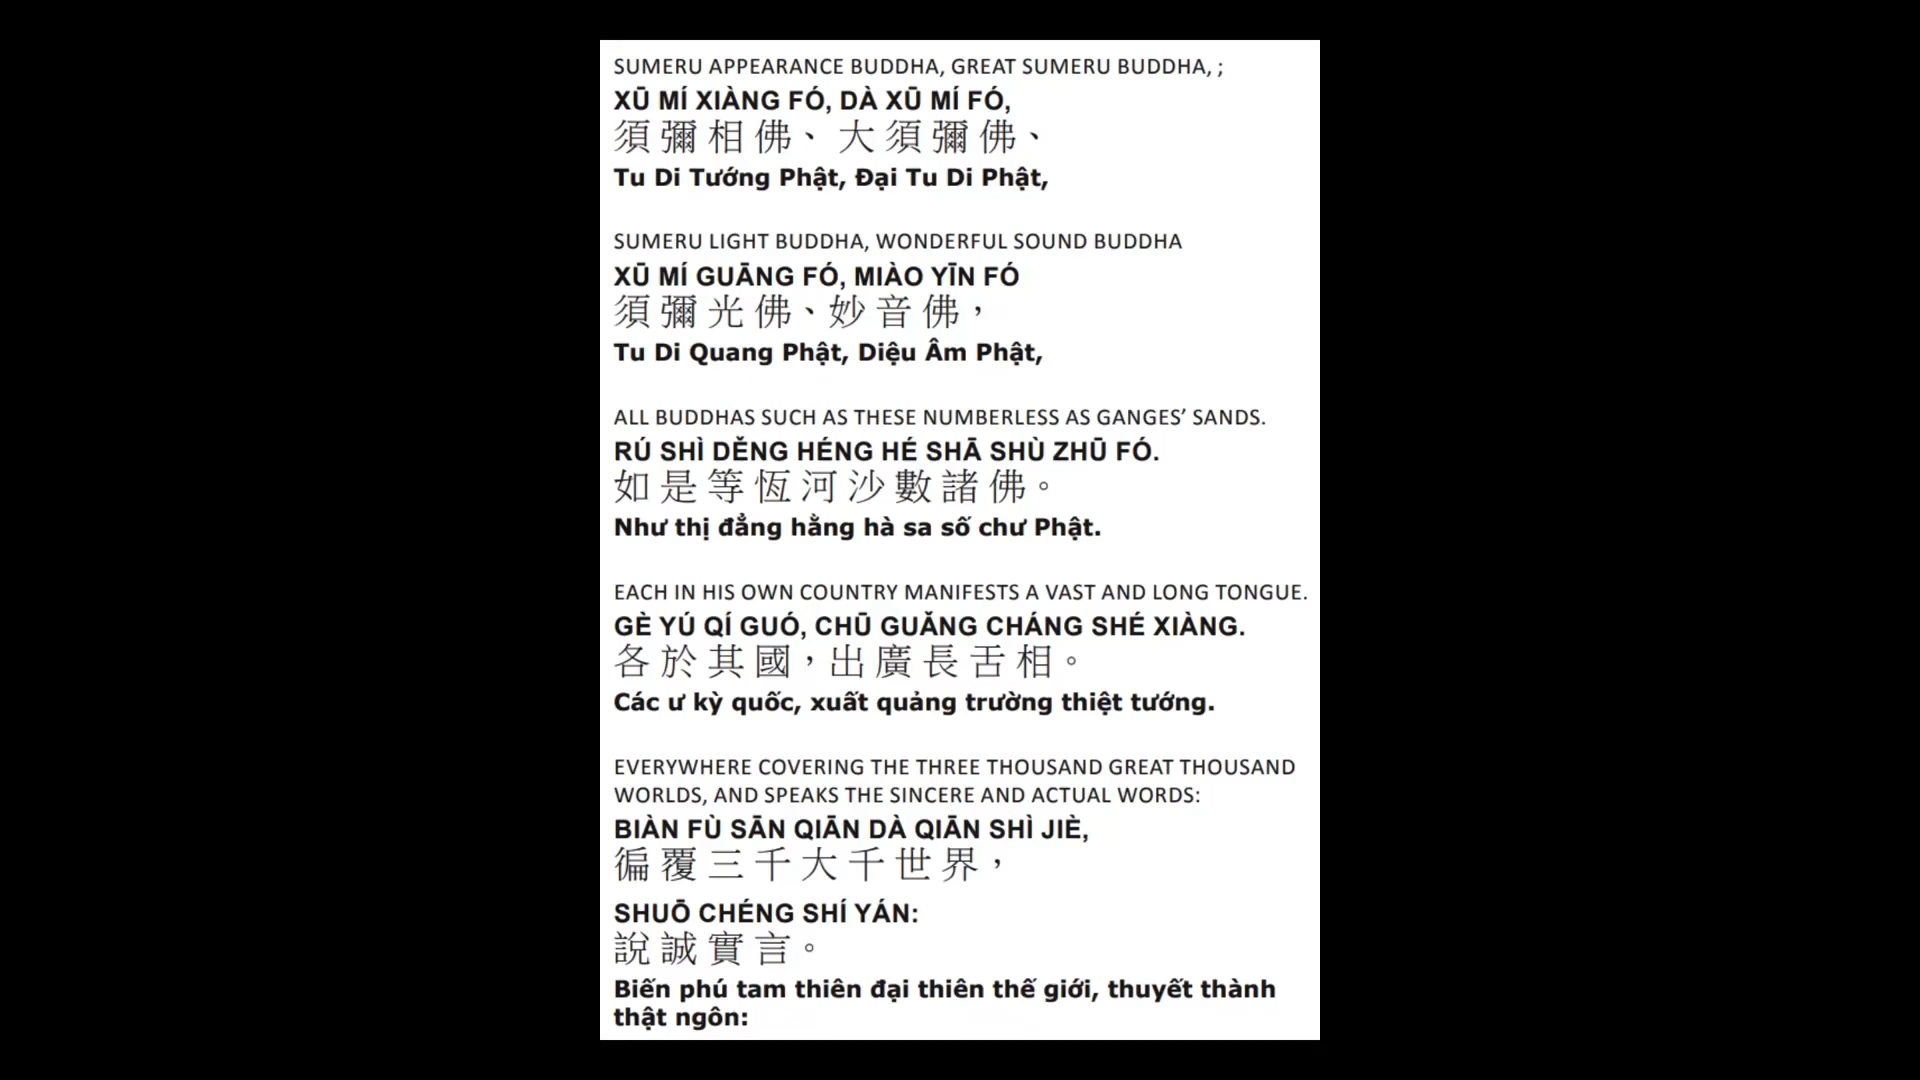 SUMERU APPEARANCE BUDDHA, GREAT SUMERU BUDDHA, ;
XŪ MÍ XIÀNG FÓ, DÀ XŪ MÍ FÓ,
須彌相佛、大須彌佛、
Tu Di Tướng Phật, Đại Tu Di Phật,
SUMERU LIGHT BUDDHA, WONDERFUL SOUND BUDDHA
XŪ MÍ GUĀNG FÓ, MIÀO YĪN FÓ
須彌光佛、妙音佛，
Tu Di Quang Phật, Diệu Âm Phật,
ALL BUDDHAS SUCH AS THESE NUMBERLESS AS GANGES’ SANDS.
RÚ SHÌ DĚNG HÉNG HÉ SHĀ SHÙ ZHŪ FÓ.
如是等恆河沙數諸佛。
Như thị đẳng hằng hà sa số chư Phật.
EACH IN HIS OWN COUNTRY MANIFESTS A VAST AND LONG TONGUE.
GÈ YÚ QÍ GUÓ, CHŪ GUǍNG CHÁNG SHÉ XIÀNG.
各於其國，出廣長舌相。
Các ư kỳ quốc, xuất quảng trường thiệt tướng.
EVERYWHERE COVERING THE THREE THOUSAND GREAT THOUSAND
WORLDS, AND SPEAKS THE SINCERE AND ACTUAL WORDS:
BIÀN FÙ SĀN QIĀN DÀ QIĀN SHÌ JIÈ,
徧覆三千大千世界，
SHUŌ CHÉNG SHÍ YÁN:
說誠實言。
Biến phú tam thiên đại thiên thế giới, thuyết thành
thật ngôn: